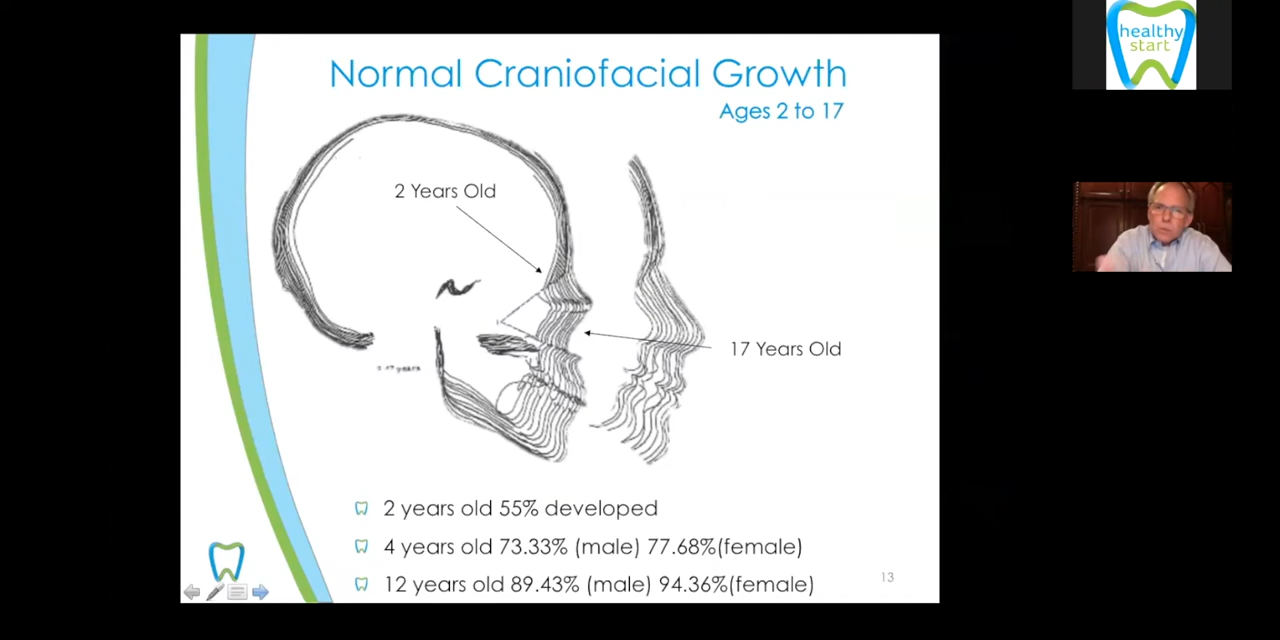 healthy
start
Normal Craniofacial Growth
Ages 2 to 17
2 Years Old
17 Years Old
years
2 years old 55% developed
4 years old 73.33% (male) 77.68%(female)
12 years old 89.43% (male) 94.36%(female)
13